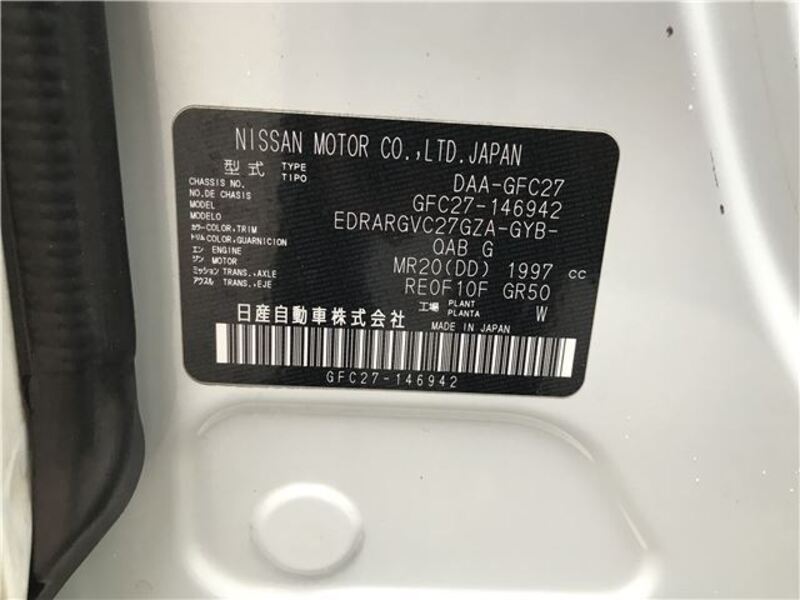 NISSAN MOTOR CO.,LTD.JAPAN
型式 TYPE TIPO DAA-GFC27
CHASSIS NO. NO.DE CHASIS GFC27-146942
MODEL MODELO EDRARGVC27GZA-GYB-
カラー COLOR,TRIM トリム COLOR,GUARNICION QAB G
エン ENGINE ジン MOTOR MR20(DD) 1997 cc
ミッション TRANS.,AXLE アクスル TRANS.,EJE RE0F10F GR50
工場 PLANT PLANTA W
日産自動車株式会社 MADE IN JAPAN
GFC27-146942